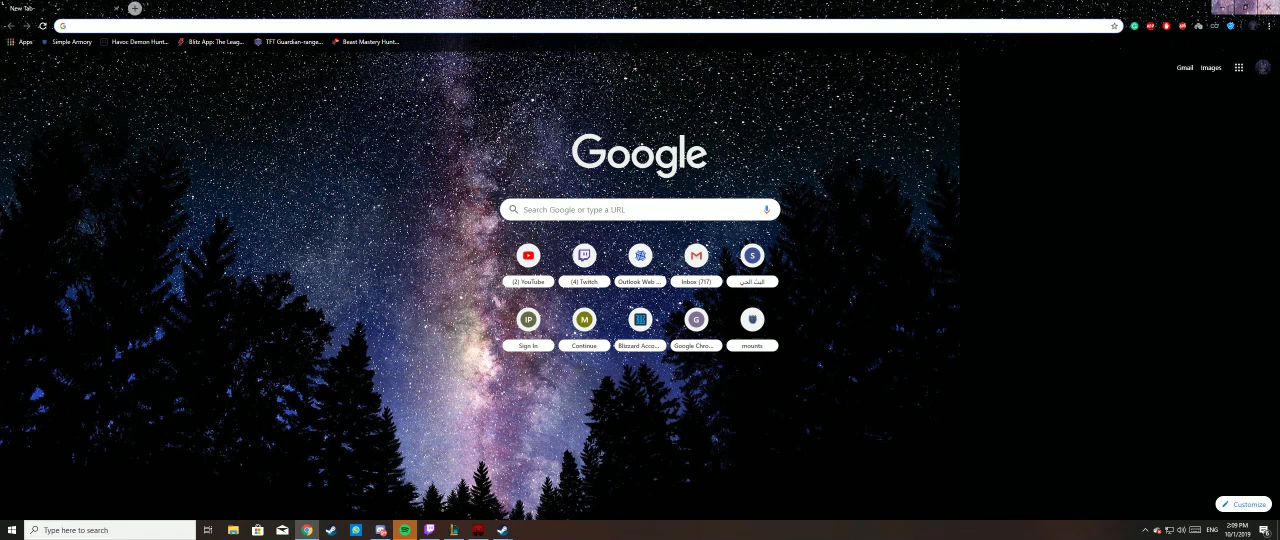 New Tab
Apps Simple Armory Havoc Demon Hunt... Blitz App: The Leag... TFT Guardian-range... Beast Mastery Hunt...
Gmail Images
Google
Search Google or type a URL
(2) YouTube (4) Twitch Outlook Web ... Inbox (717) البث الحي
S
IP M G
Sign In Continue Blizzard Acco... Google Chro... mounts
Customize
Type here to search
ENG
2:09 PM
10/1/2019